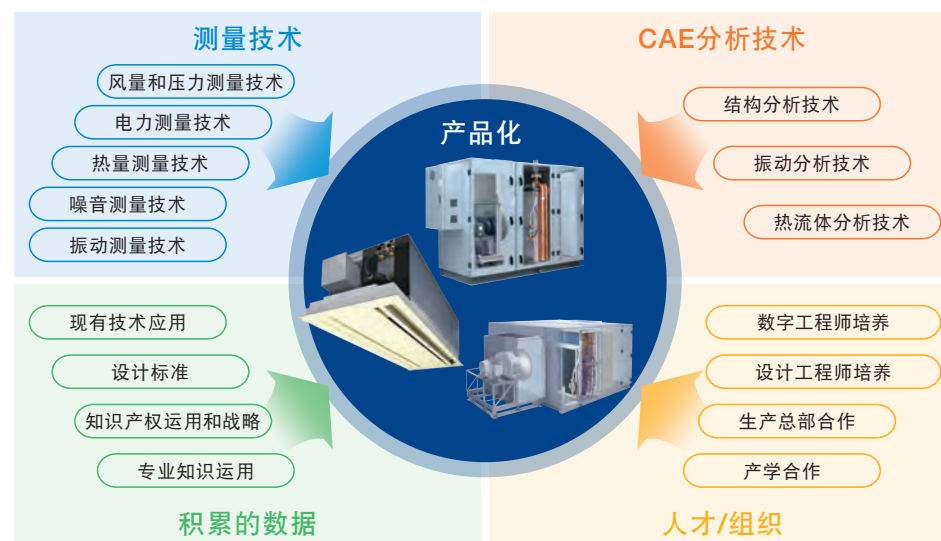 测量技术
风量和压力测量技术
电力测量技术
热量测量技术
噪音测量技术
振动测量技术
CAE分析技术
结构分析技术
振动分析技术
热流体分析技术
产品化
现有技术应用
设计标准
知识产权运用和战略
专业知识运用
积累的数据
数字工程师培养
设计工程师培养
生产总部合作
产学合作
人才/组织